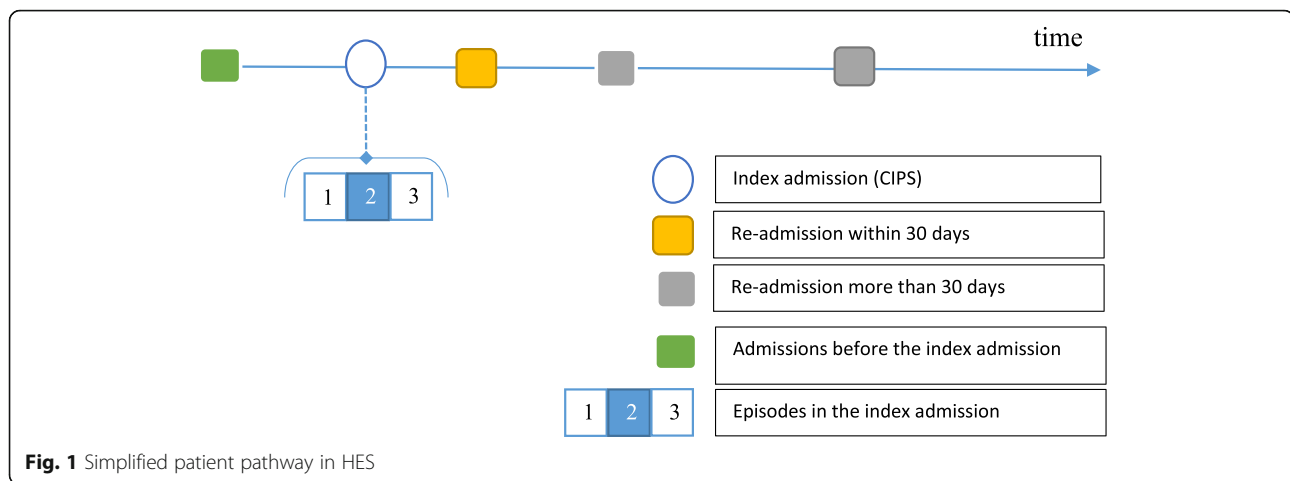 time
1 2 3
Index admission (CIPS)
Re-admission within 30 days
Re-admission more than 30 days
Admissions before the index admission
1 2 3
Episodes in the index admission
Fig. 1 Simplified patient pathway in HES